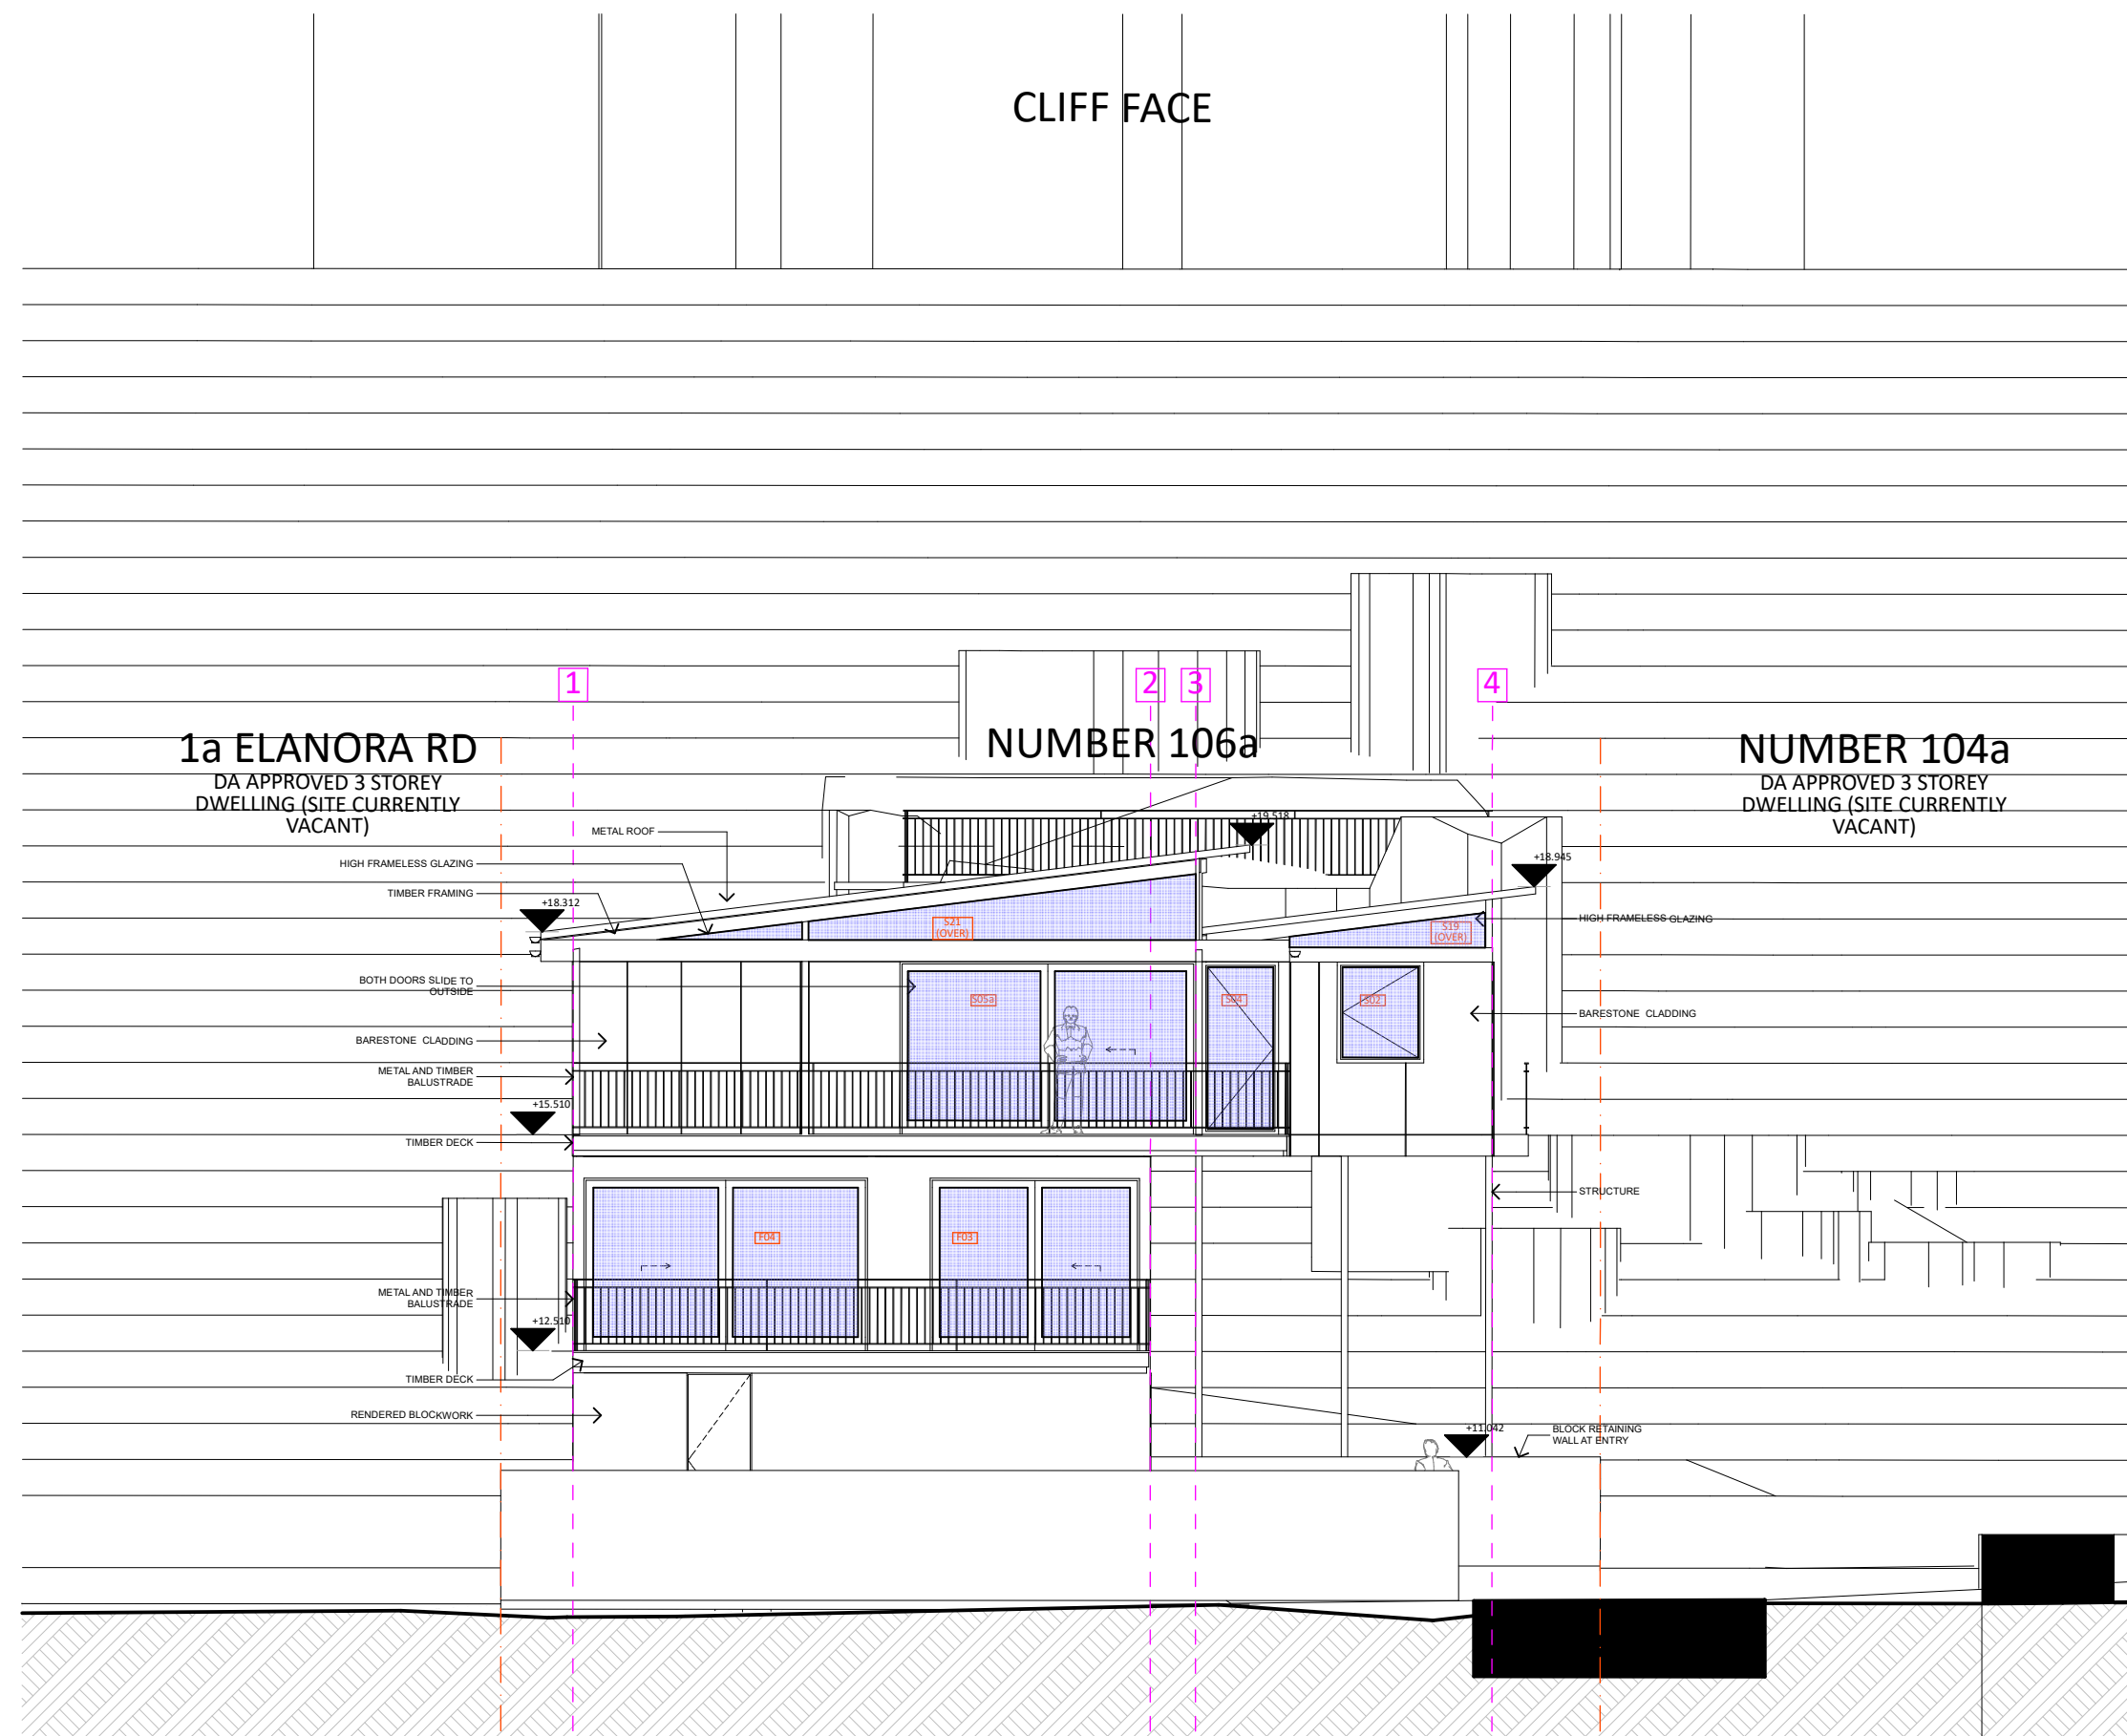 CLIFF FACE
1
2
3
4
1a ELANORA RD
DA APPROVED 3 STOREY
DWELLING (SITE CURRENTLY
VACANT)
NUMBER 106a
NUMBER 104a
DA APPROVED 3 STOREY
DWELLING (SITE CURRENTLY
VACANT)
METAL ROOF
HIGH FRAMELESS GLAZING
TIMBER FRAMING
+18.312
+19.518
+18.945
S21
(OVER)
S19
(OVER)
HIGH FRAMELESS GLAZING
BOTH DOORS SLIDE TO
OUTSIDE
S05a
S04
S02
BARESTONE CLADDING
BARESTONE CLADDING
METAL AND TIMBER
BALUSTRADE
+15.510
TIMBER DECK
STRUCTURE
F04
F03
METAL AND TIMBER
BALUSTRADE
+12.510
TIMBER DECK
RENDERED BLOCKWORK
+11.042
BLOCK RETAINING
WALL AT ENTRY